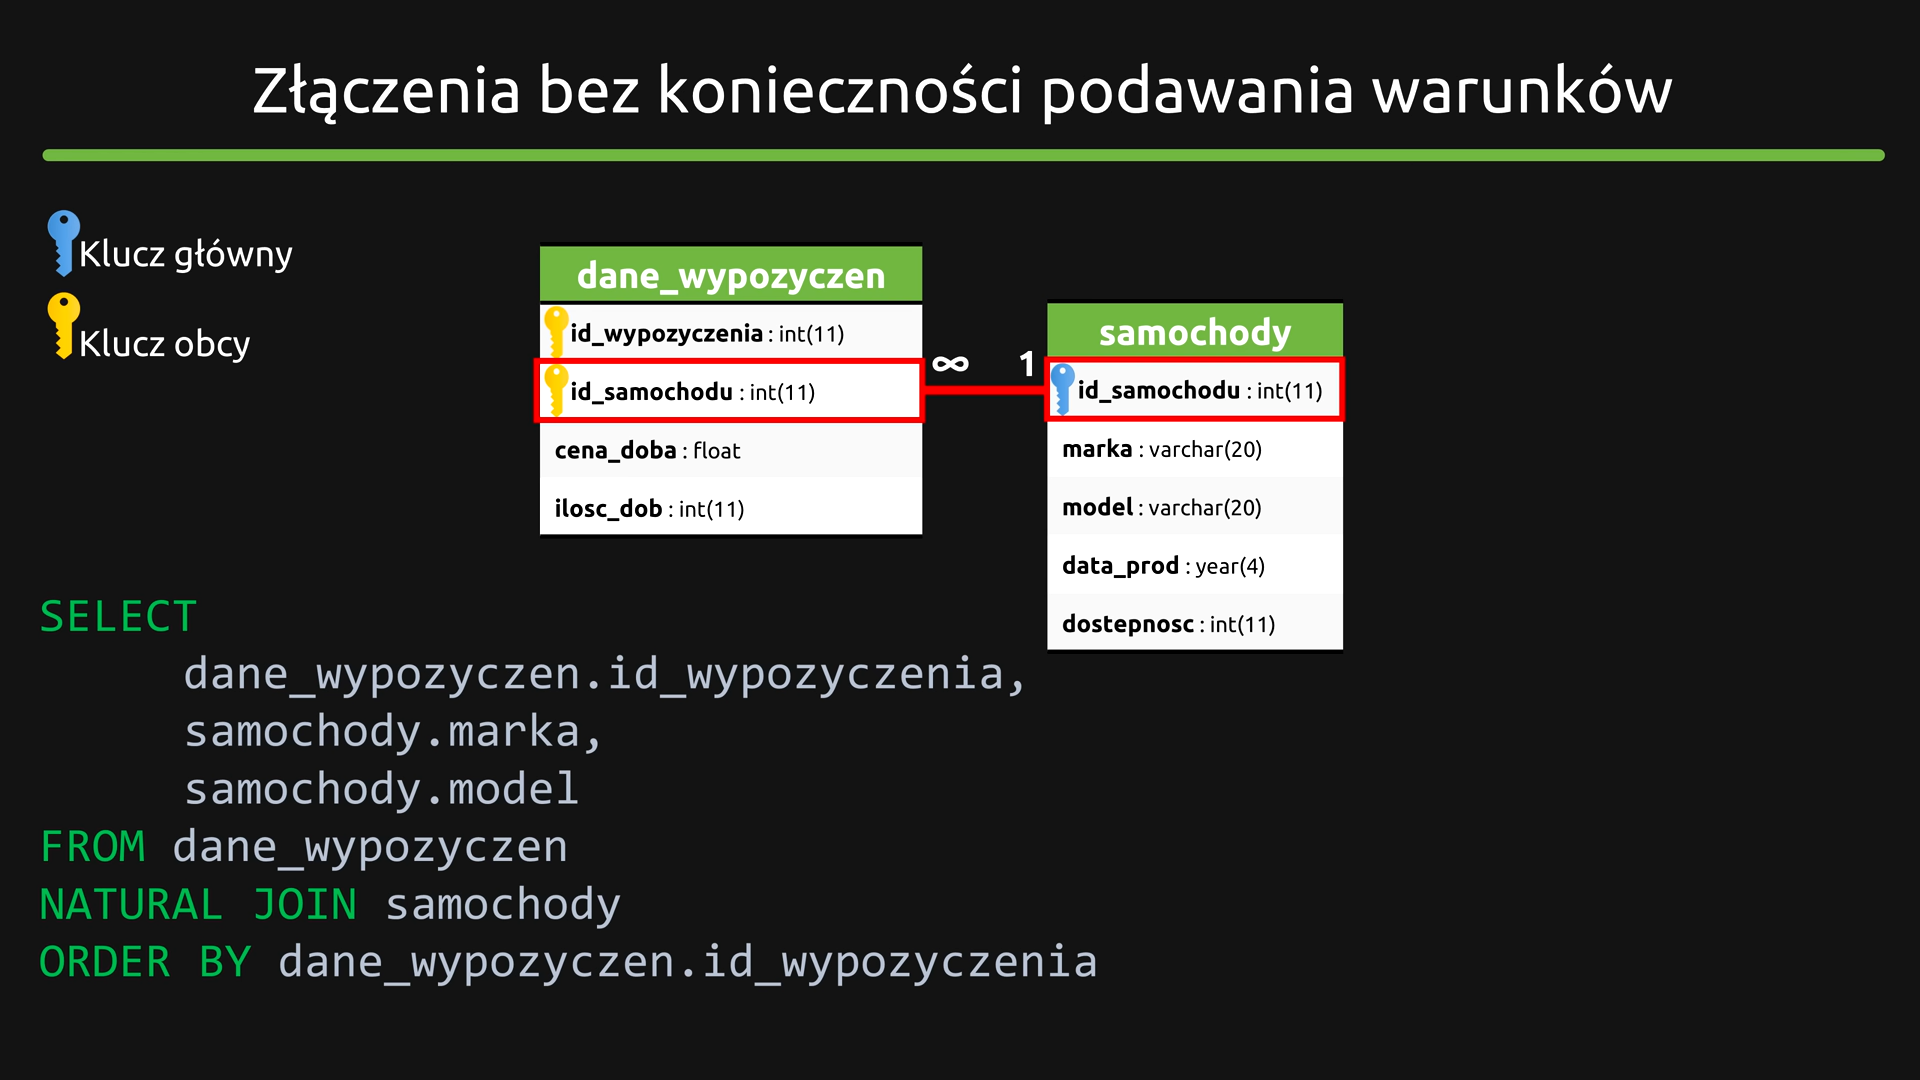 Złączenia bez konieczności podawania warunków
Klucz główny
Klucz obcy
dane_wypozyczen
id_wypozyczenia : int(11)
id_samochodu : int(11)
cena_doba : float
ilosc_dob : int(11)
∞ 1
samochody
id_samochodu : int(11)
marka : varchar(20)
model : varchar(20)
data_prod : year(4)
dostepnosc : int(11)
SELECT
dane_wypozyczen.id_wypozyczenia,
samochody.marka,
samochody.model
FROM dane_wypozyczen
NATURAL JOIN samochody
ORDER BY dane_wypozyczen.id_wypozyczenia